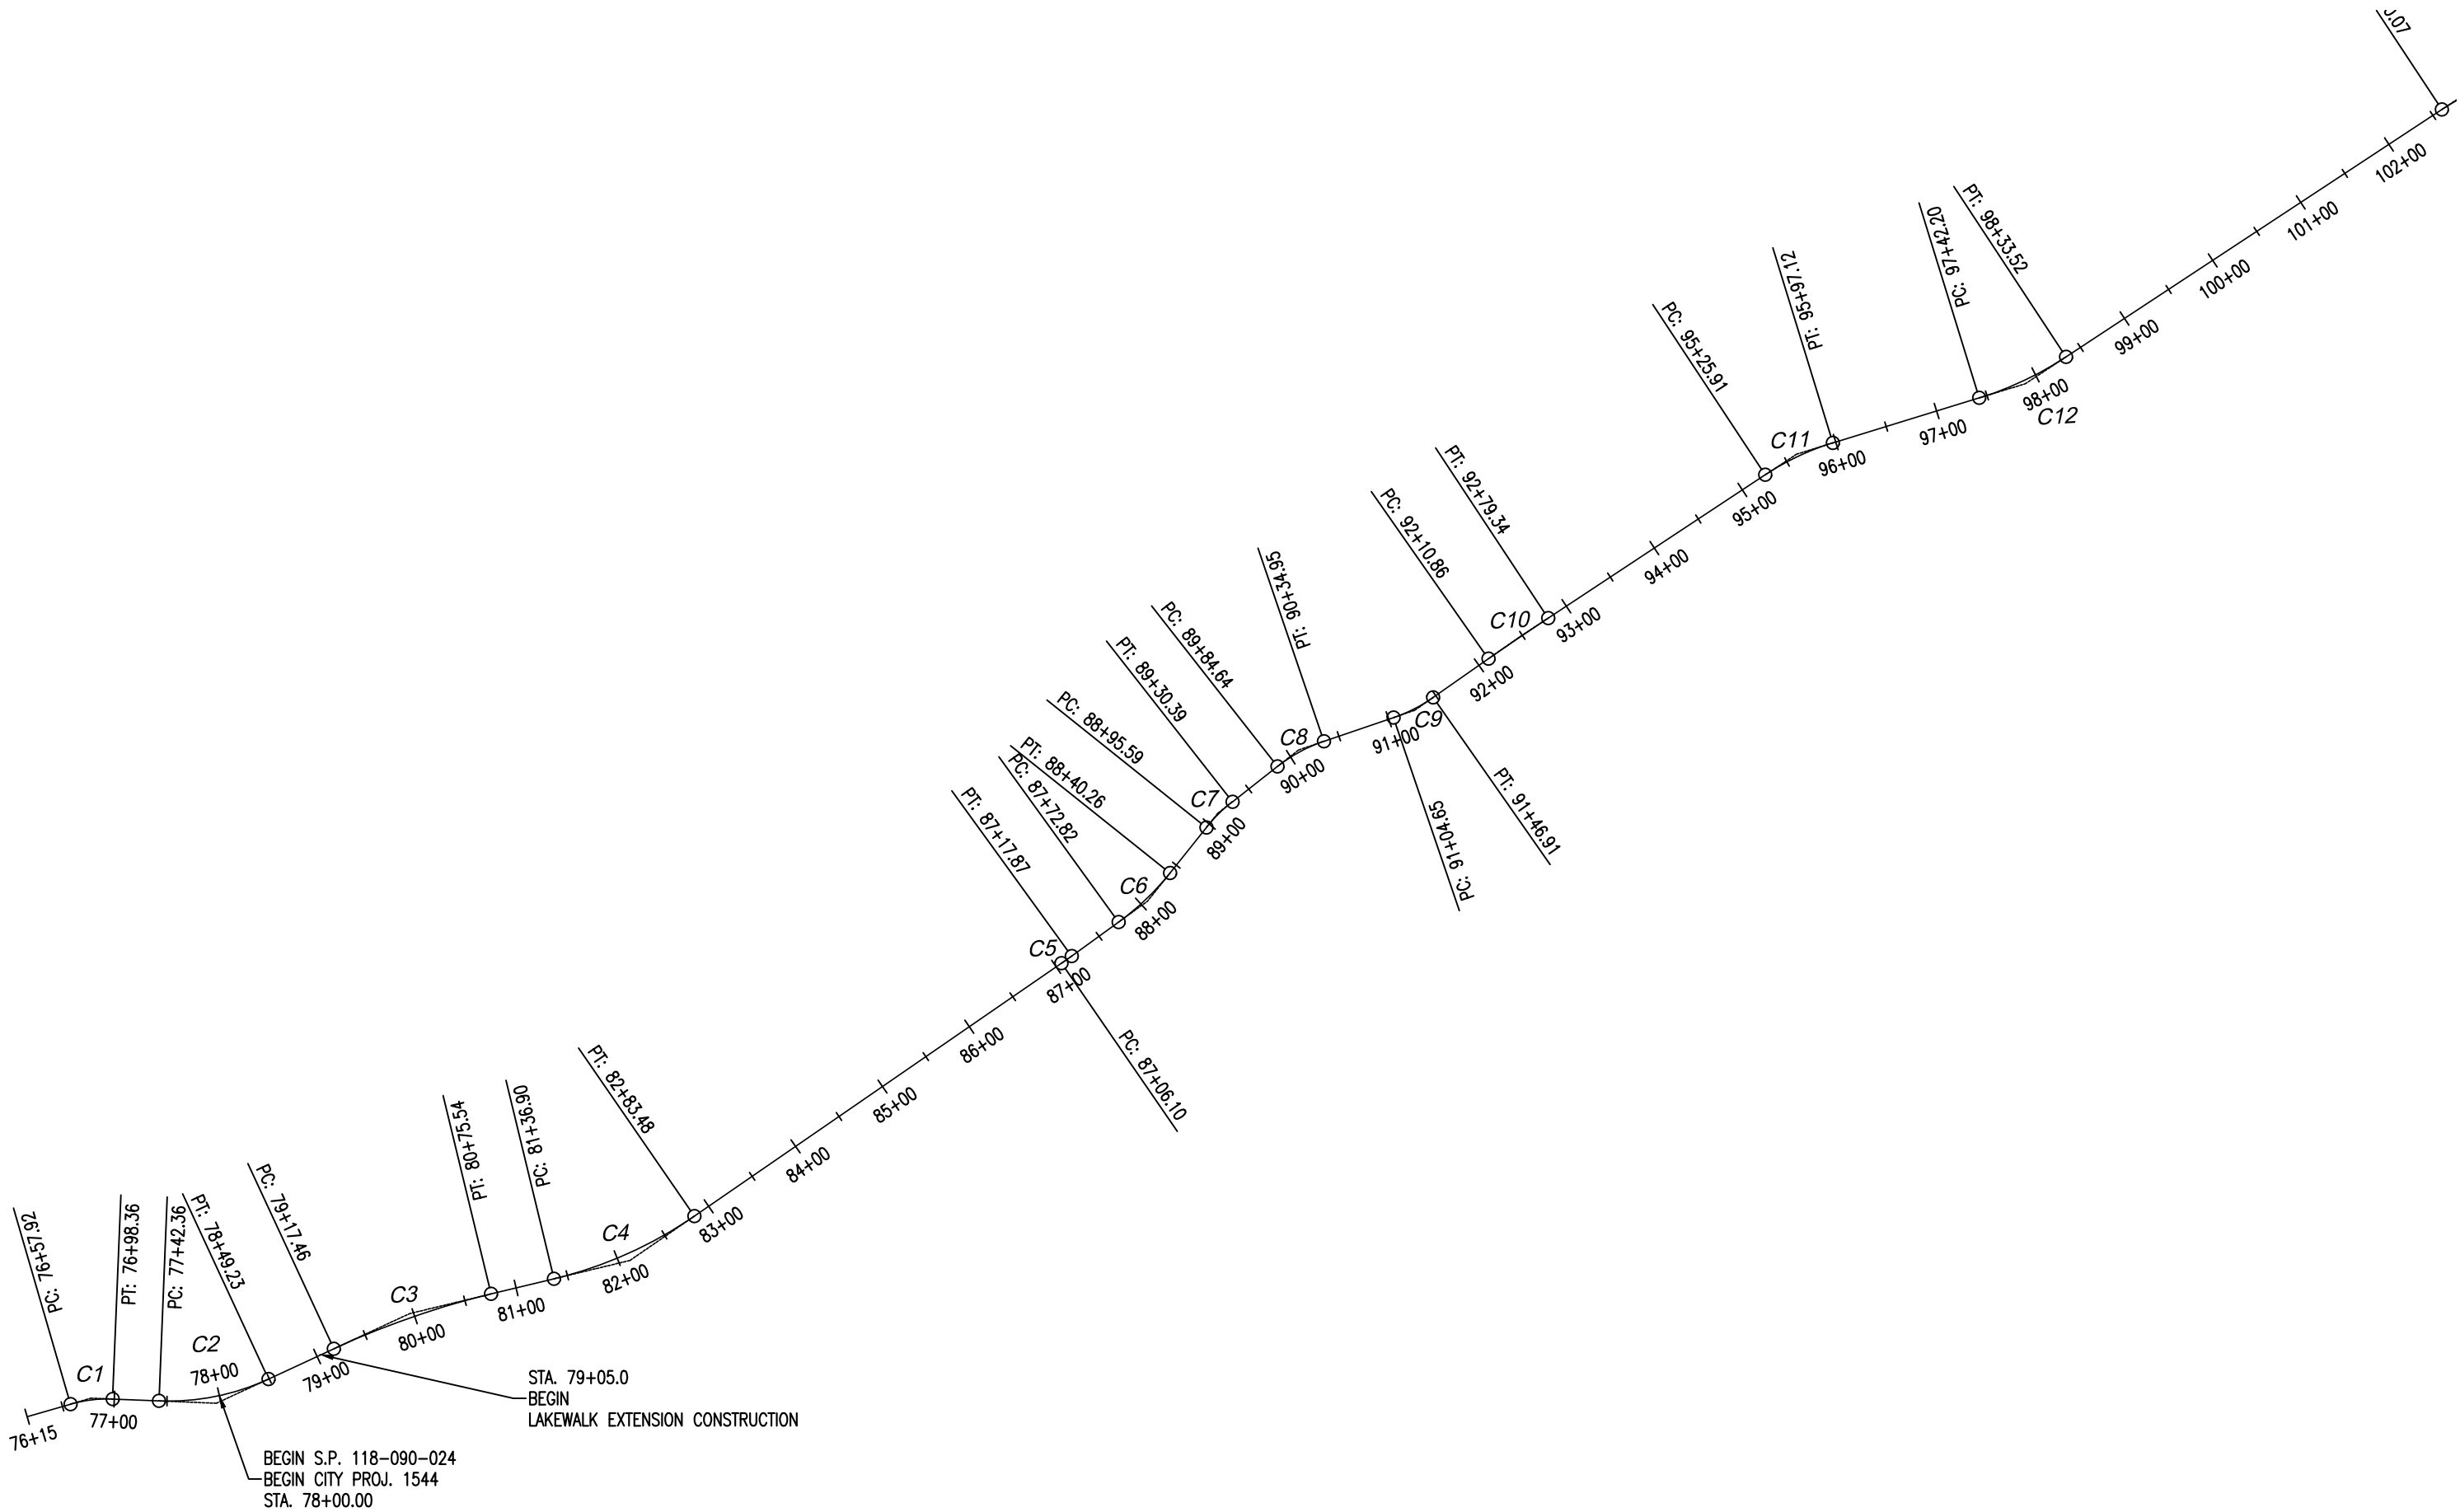 PC: 76+57.92
PT: 76+98.36
PC: 77+42.36
PT: 78+49.23
PC: 79+17.46
PT: 80+75.54
PC: 81+36.90
PT: 82+83.48
PT: 87+17.87
PC: 87+72.82
PT: 88+40.26
PC: 88+95.59
PT: 89+30.39
PC: 89+84.64
PT: 90+34.95
PC: 92+10.86
PT: 92+79.34
PC: 95+25.91
PT: 95+97.12
PC: 97+42.20
PT: 98+33.52
PC: 87+06.10
PC: 91+04.65
PT: 91+46.91
C1
C2
C3
C4
C5
C6
C7
C8
C9
C10
C11
C12
76+15
77+00
78+00
79+00
80+00
81+00
82+00
83+00
84+00
85+00
86+00
87+00
88+00
89+00
90+00
91+00
92+00
93+00
94+00
95+00
96+00
97+00
98+00
99+00
100+00
101+00
102+00
STA. 79+05.0
BEGIN
LAKEWALK EXTENSION CONSTRUCTION
BEGIN S.P. 118-090-024
BEGIN CITY PROJ. 1544
STA. 78+00.00